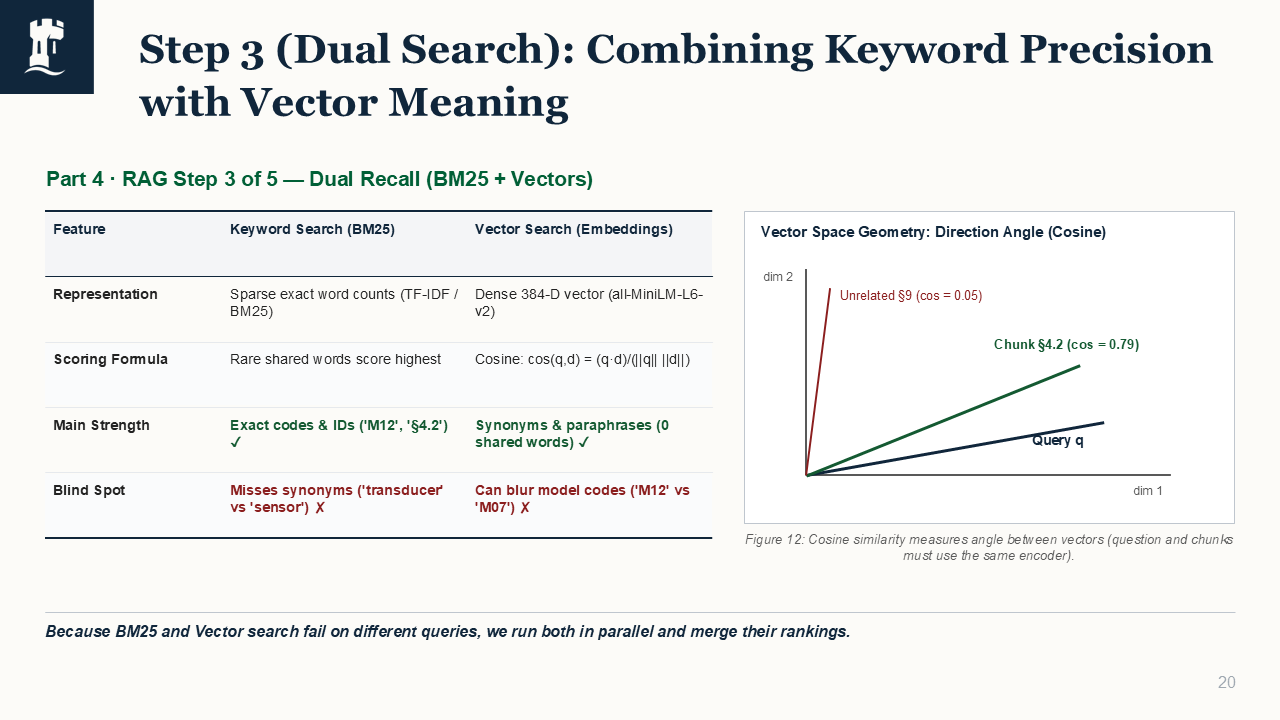 Step 3 (Dual Search): Combining Keyword Precision
with Vector Meaning
Part 4 · RAG Step 3 of 5 — Dual Recall (BM25 + Vectors)
Feature
Keyword Search (BM25)
Vector Search (Embeddings)
Representation
Sparse exact word counts (TF-IDF /
BM25)
Dense 384-D vector (all-MiniLM-L6-
v2)
Scoring Formula
Rare shared words score highest
Cosine: cos(q,d) = (q·d)/(||q|| ||d||)
Main Strength
Exact codes & IDs ('M12', '§4.2')
✓
Synonyms & paraphrases (0
shared words) ✓
Blind Spot
Misses synonyms ('transducer'
vs 'sensor') ✗
Can blur model codes ('M12' vs
'M07') ✗
Vector Space Geometry: Direction Angle (Cosine)
dim 2
Unrelated §9 (cos = 0.05)
Chunk §4.2 (cos = 0.79)
Query q
dim 1
Figure 12: Cosine similarity measures angle between vectors (question and chunks
must use the same encoder).
Because BM25 and Vector search fail on different queries, we run both in parallel and merge their rankings.
20